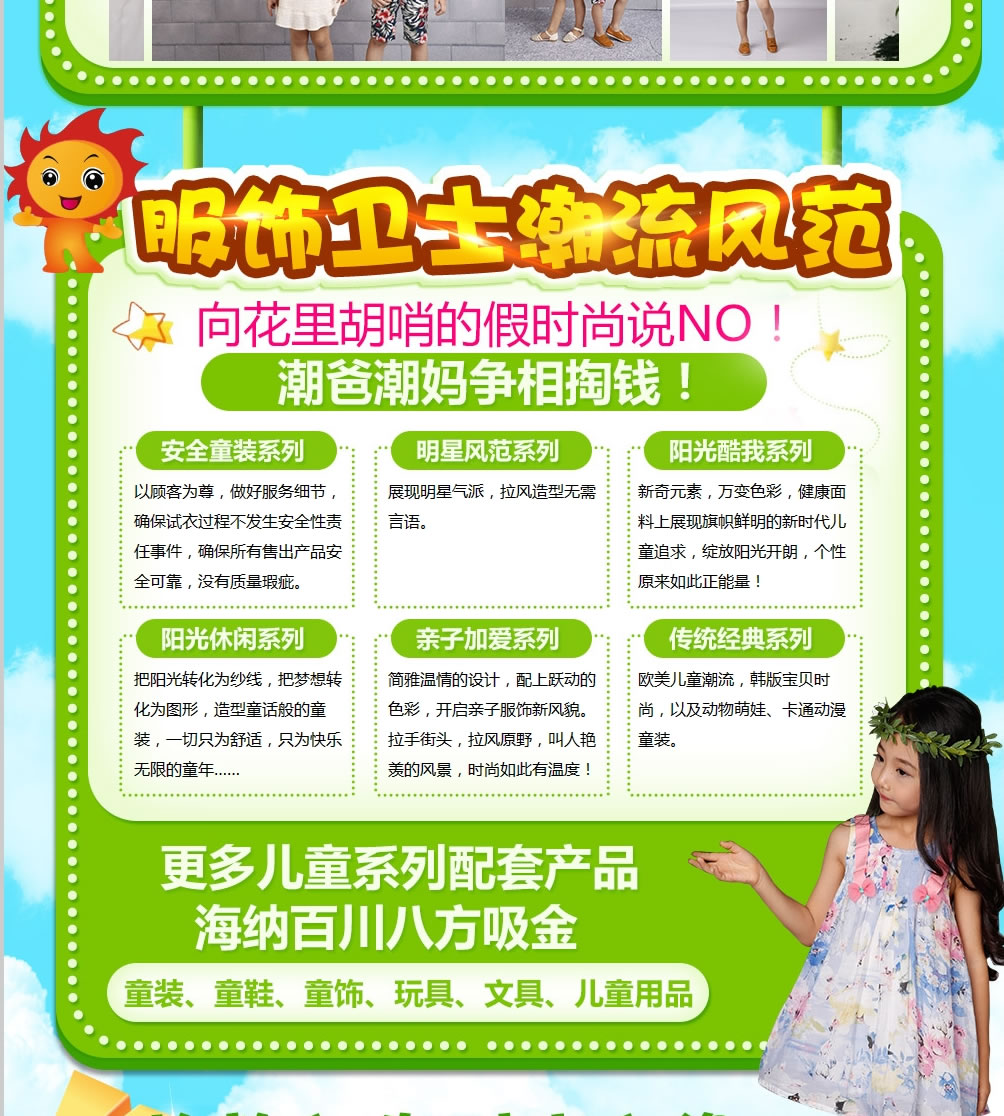 服饰卫士潮流风范
向花里胡哨的假时尚说NO！
潮爸潮妈争相掏钱！
安全童装系列
以顾客为尊，做好服务细节，
确保试衣过程不发生安全性责
任事件，确保所有售出产品安
全可靠，没有质量瑕疵。
明星风范系列
展现明星气派，拉风造型无需
言语。
阳光酷我系列
新奇元素，万变色彩，健康面
料上展现旗帜鲜明的新时代儿
童追求，绽放阳光开朗，个性
原来如此正能量！
阳光休闲系列
把阳光转化为纱线，把梦想转
化为图形，造型童话般的童
装，一切只为舒适，只为快乐
无限的童年......
亲子加爱系列
简雅温情的设计，配上跃动的
色彩，开启亲子服饰新风貌。
拉手街头，拉风原野，叫人艳
羡的风景，时尚如此有温度！
传统经典系列
欧美儿童潮流，韩版宝贝时
尚，以及动物萌娃、卡通动漫
童装。
更多儿童系列配套产品
海纳百川八方吸金
童装、童鞋、童饰、玩具、文具、儿童用品